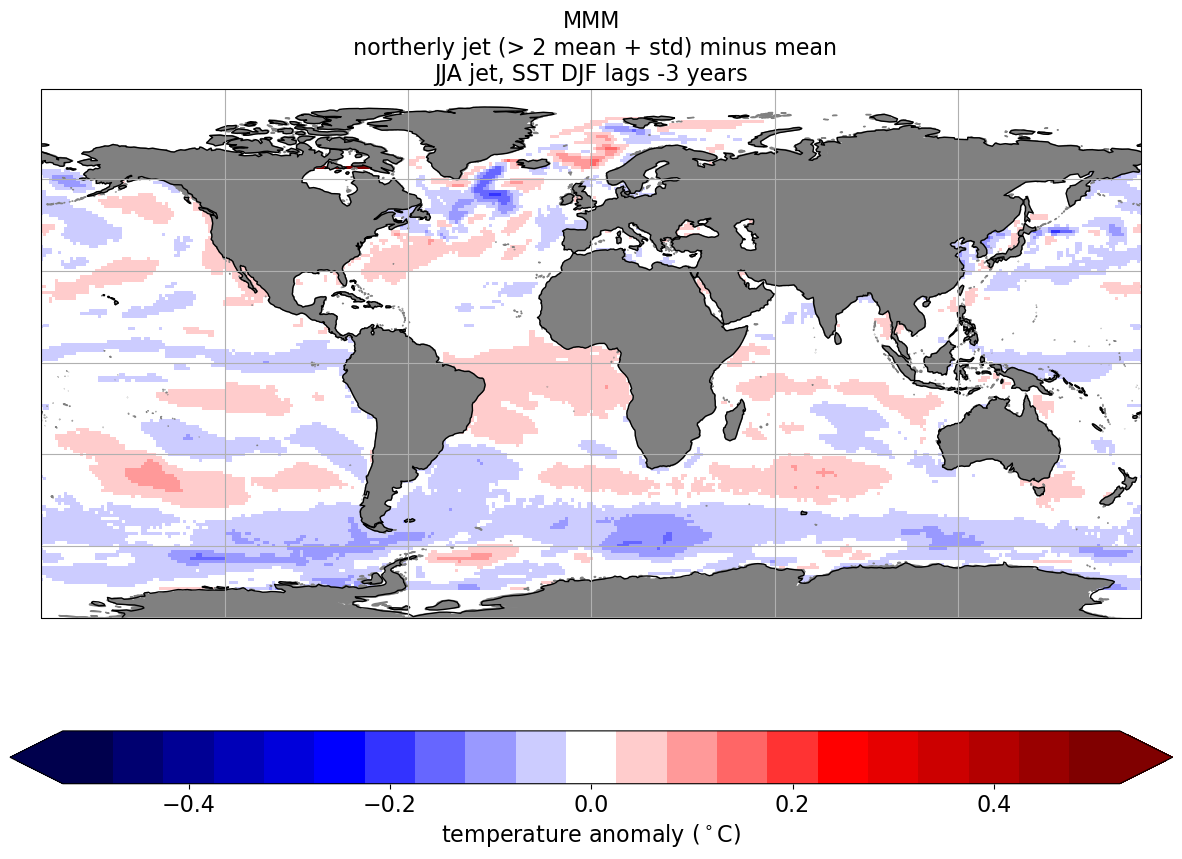 MMM
northerly jet (> 2 mean + std) minus mean
JJA jet, SST DJF lags -3 years
−0.4 −0.2 0.0 0.2 0.4
temperature anomaly (°C)